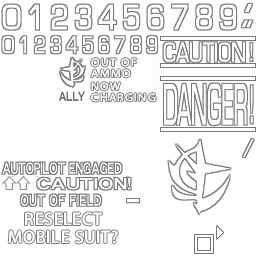 0123456789"
0123456789
CAUTION!
OUT OF
AMMO
NOW
CHARGING
ALLY
DANGER!
AUTOPILOT ENGAGED
⇧⇧ CAUTION!
OUT OF FIELD
RESELECT
MOBILE SUIT?